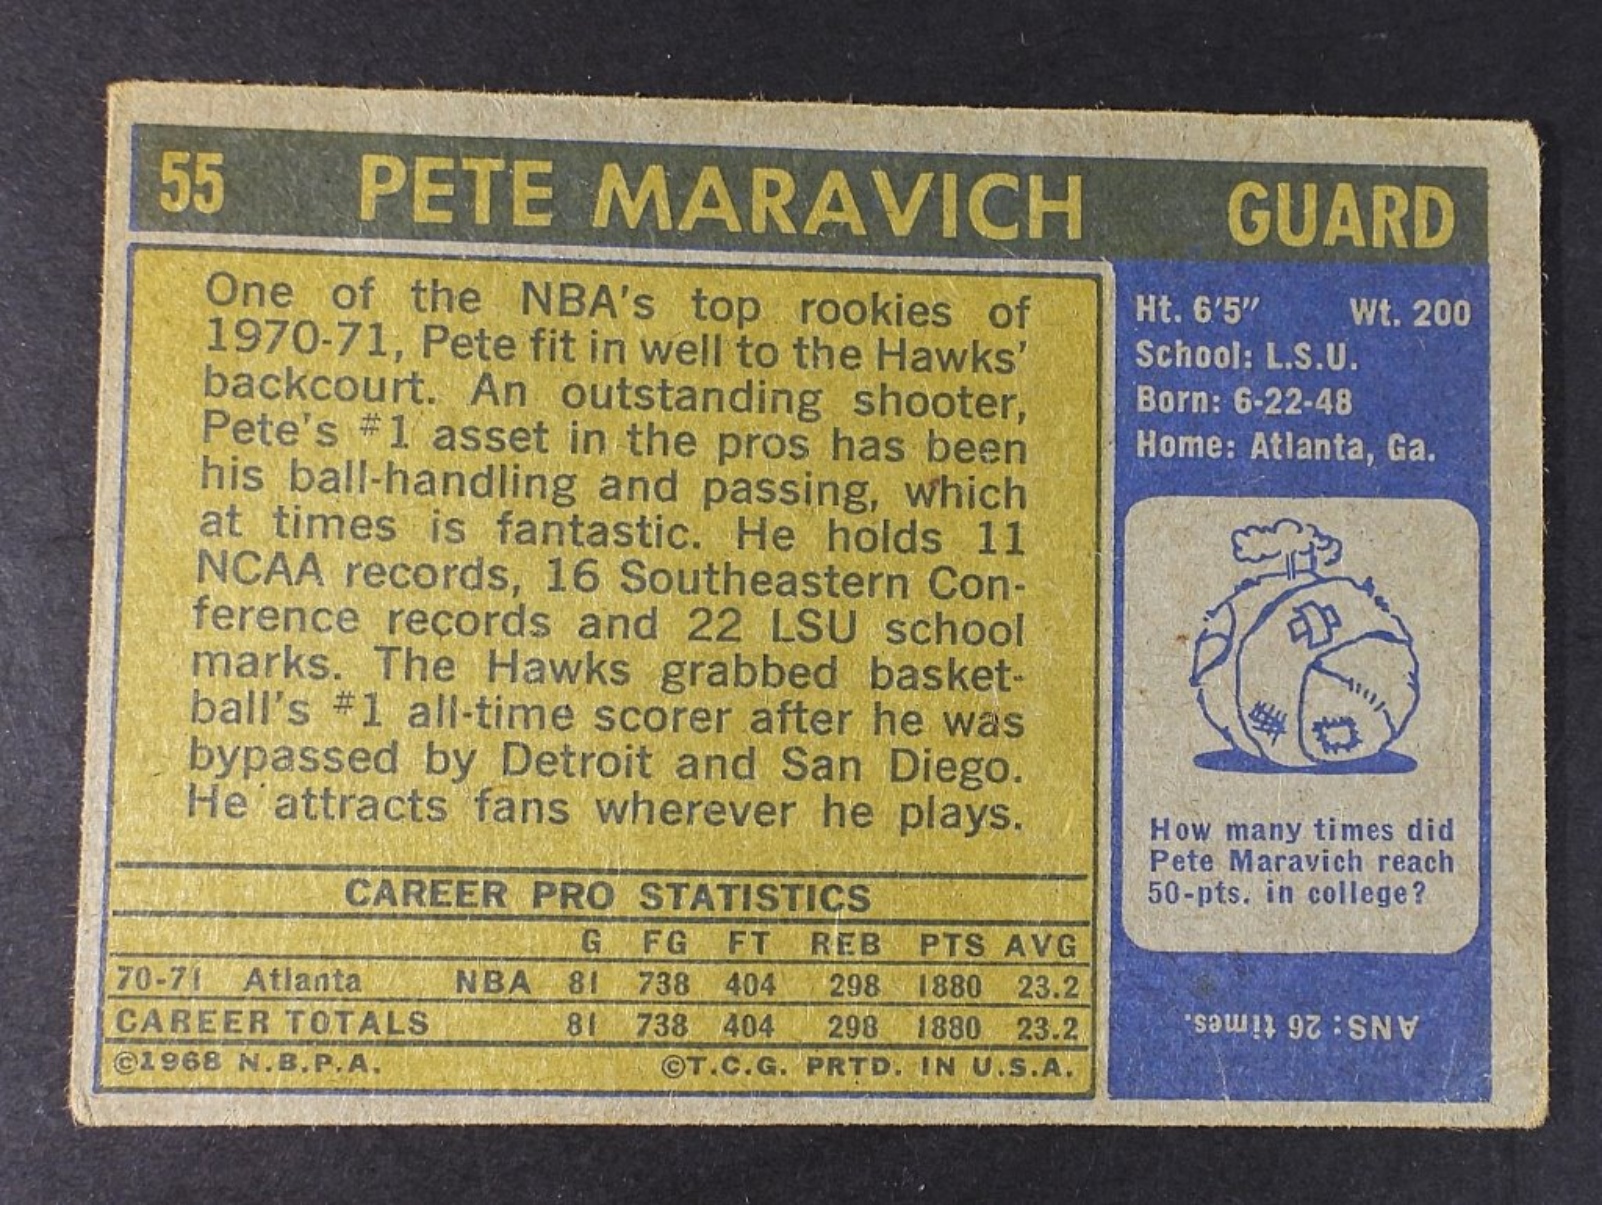 55 PETE MARAVICH GUARD
One of the NBA's top rookies of
1970-71, Pete fit in well to the Hawks'
backcourt. An outstanding shooter,
Pete's #1 asset in the pros has been
his ball-handling and passing, which
at times is fantastic. He holds 11
NCAA records, 16 Southeastern Con-
ference records and 22 LSU school
marks. The Hawks grabbed basket-
ball's #1 all-time scorer after he was
bypassed by Detroit and San Diego.
He attracts fans wherever he plays.
CAREER PRO STATISTICS
G FG FT REB PTS AVG
70-71 Atlanta NBA 81 738 404 298 1880 23.2
CAREER TOTALS 81 738 404 298 1880 23.2
©1968 N.B.P.A. ©T.C.G. PRTD. IN U.S.A.
Ht. 6'5" Wt. 200
School: L.S.U.
Born: 6-22-48
Home: Atlanta, Ga.
How many times did
Pete Maravich reach
50-pts. in college?
ANS: 26 times.